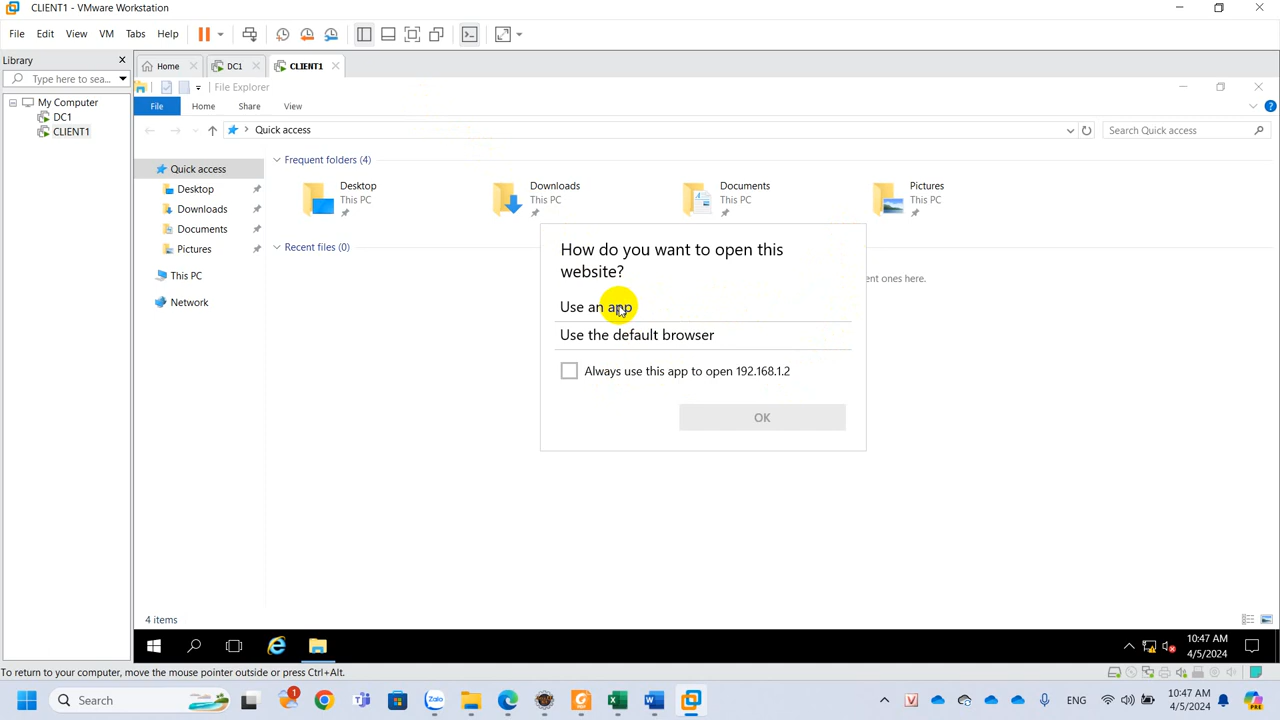 CLIENT1 - VMware Workstation
File Edit View VM Tabs Help
Library
Type here to sea...
My Computer
DC1
CLIENT1
Home
DC1
CLIENT1
File Explorer
File Home Share View
Quick access
Search Quick access
Quick access
Desktop
Downloads
Documents
Pictures
This PC
Network
Frequent folders (4)
Desktop
This PC
Downloads
This PC
Documents
This PC
Pictures
This PC
Recent files (0)
ent ones here.
How do you want to open this
website?
Use an app
Use the default browser
Always use this app to open 192.168.1.2
OK
4 items
10:47 AM
4/5/2024
To return to your computer, move the mouse pointer outside or press Ctrl+Alt.
Search
1
Zalo
ENG
10:47 AM
4/5/2024
PRE